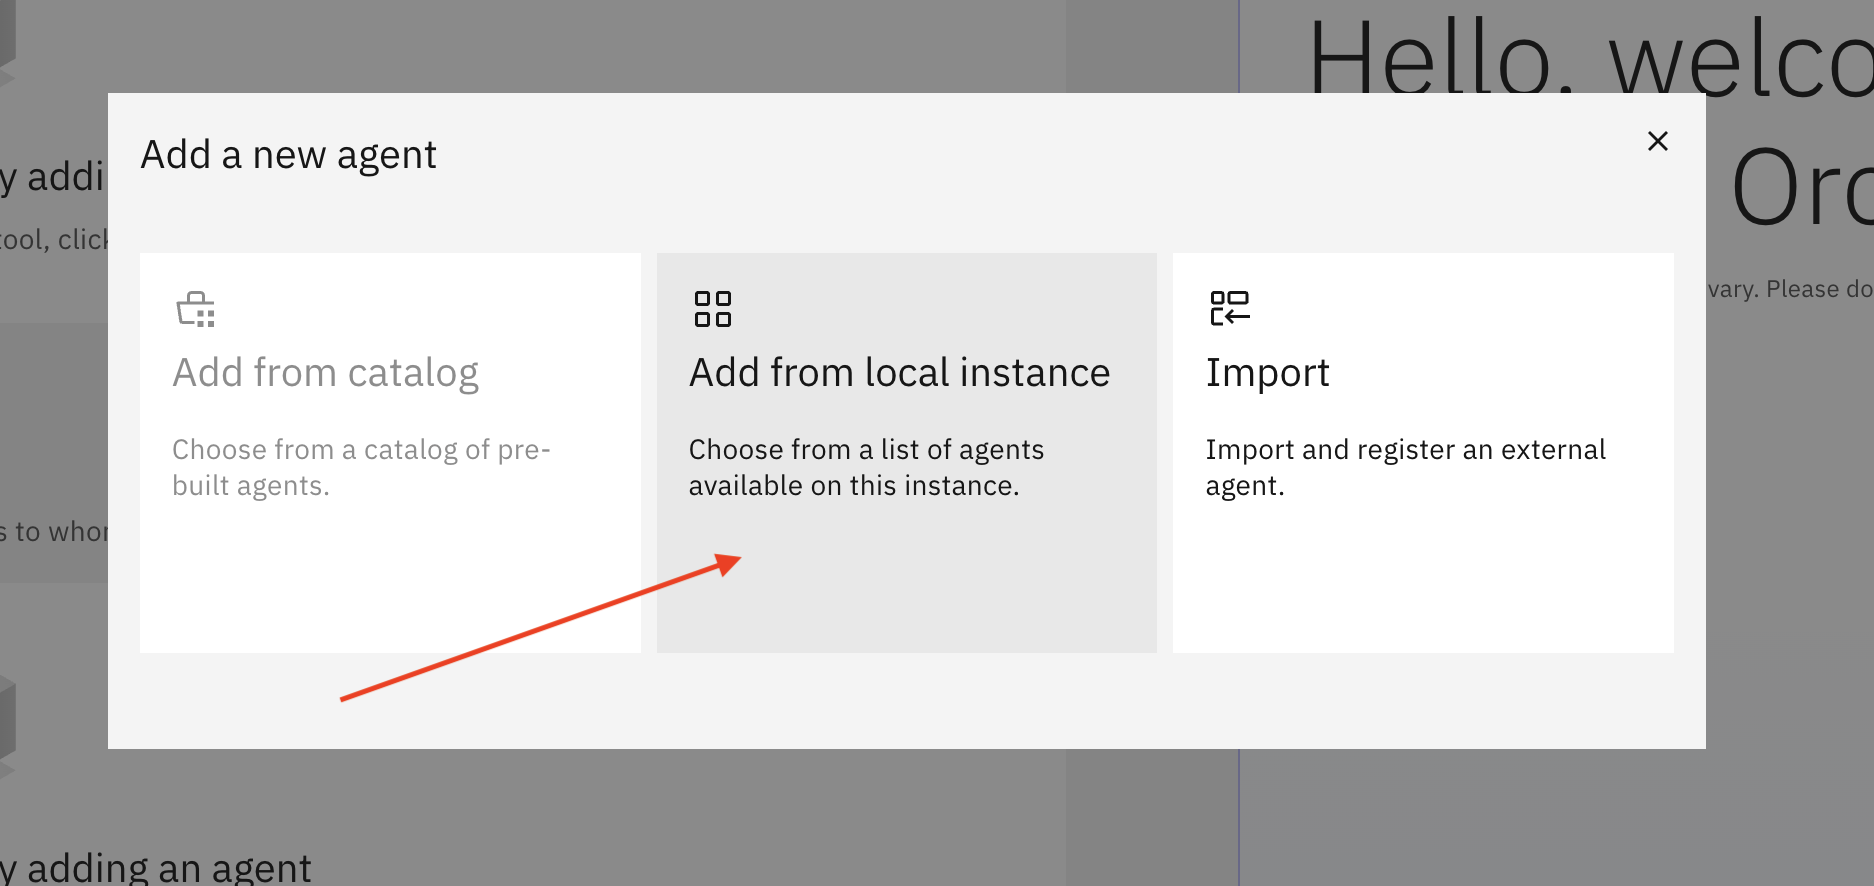 Hello, welco
Orc
y addi
tool, click
vary. Please do
s to whor
Add a new agent
Add from catalog
Choose from a catalog of pre-
built agents.
Add from local instance
Choose from a list of agents
available on this instance.
Import
Import and register an external
agent.
y adding an agent